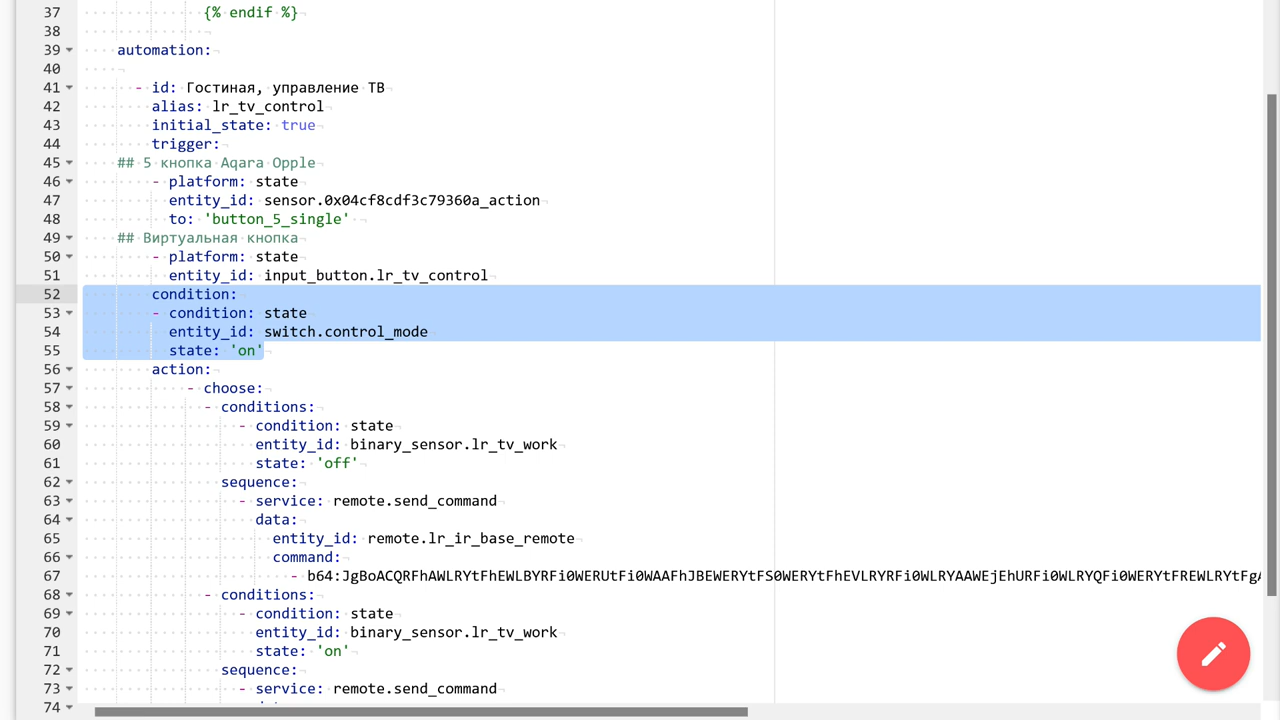 37 {% endif %}
38
39 automation:
40
41 - id: Гостиная, управление ТВ
42 alias: lr_tv_control
43 initial_state: true
44 trigger:
45 ## 5 кнопка Aqara Opple
46 - platform: state
47 entity_id: sensor.0x04cf8cdf3c79360a_action
48 to: 'button_5_single'
49 ## Виртуальная кнопка
50 - platform: state
51 entity_id: input_button.lr_tv_control
52 condition:
53 - condition: state
54 entity_id: switch.control_mode
55 state: 'on'
56 action:
57 - choose:
58 - conditions:
59 - condition: state
60 entity_id: binary_sensor.lr_tv_work
61 state: 'off'
62 sequence:
63 - service: remote.send_command
64 data:
65 entity_id: remote.lr_ir_base_remote
66 command:
67 - b64:JgBoACQRFhAWLRYtFhEWLBYRFi0WERUtFi0WAAFhJBEWERYtFS0WERYtFhEVLRYRFi0WLRYAAWEjEhURFi0WLRYQFi0WERYtFREWLRYtFgA
68 - conditions:
69 - condition: state
70 entity_id: binary_sensor.lr_tv_work
71 state: 'on'
72 sequence:
73 - service: remote.send_command
74